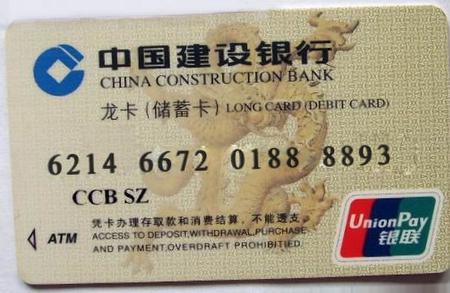 中国建设银行
CHINA CONSTRUCTION BANK
龙卡(储蓄卡) LONG CARD (DEBIT CARD)
6214 6672 0188 8893
CCB SZ
凭卡办理存取款和消费结算，不能透支.
ATM ACCESS TO DEPOSIT,WITHDRAWAL,PURCHASE
AND PAYMENT,OVERDRAFT PROHIBITED.
UnionPay
银联